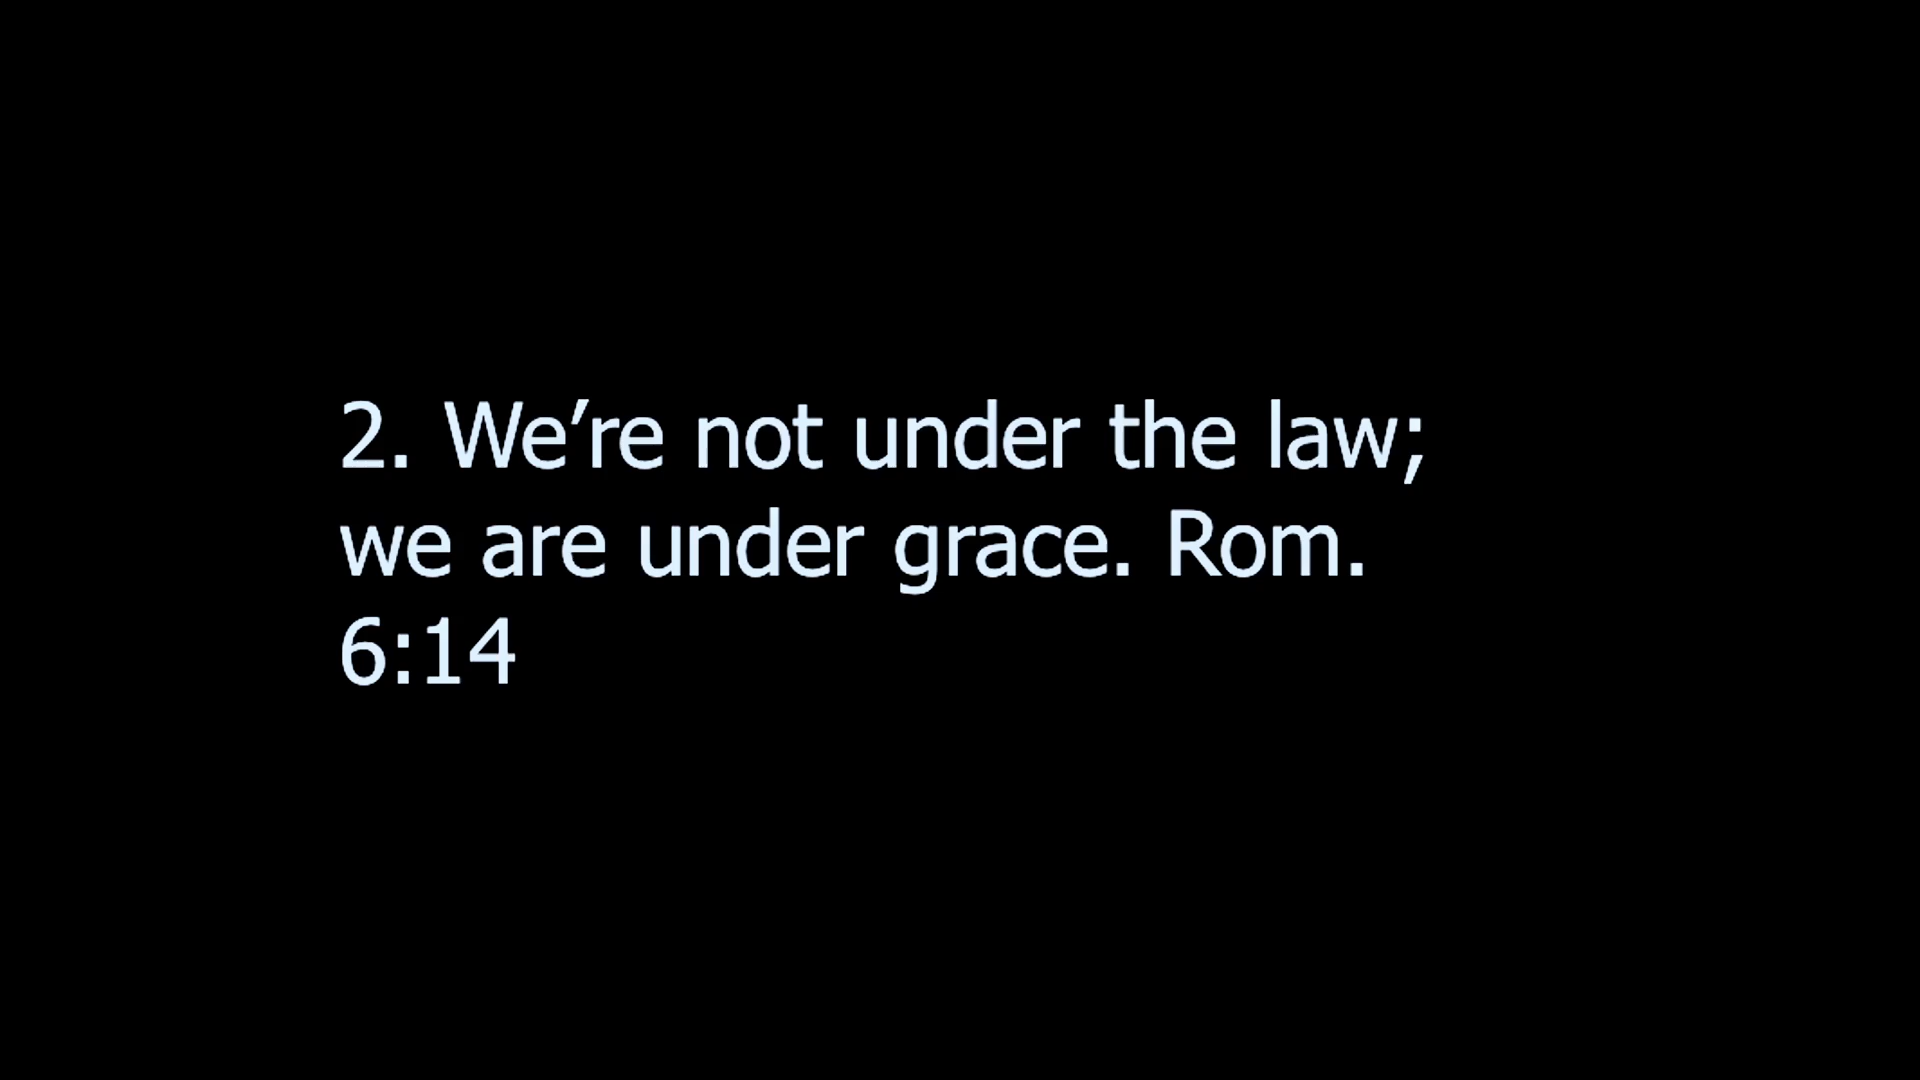 2. We’re not under the law;
we are under grace. Rom.
6:14